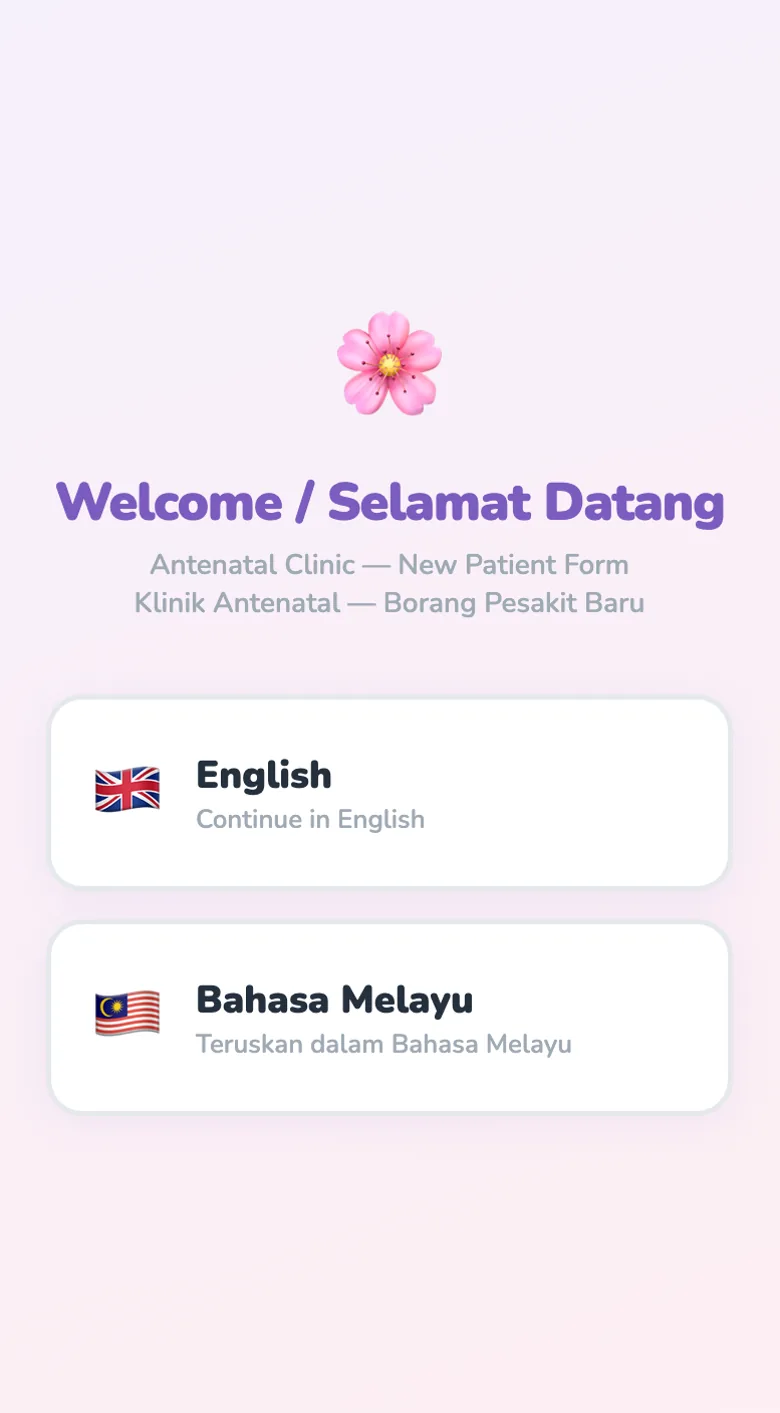 Welcome / Selamat Datang
Antenatal Clinic — New Patient Form
Klinik Antenatal — Borang Pesakit Baru
English
Continue in English
Bahasa Melayu
Teruskan dalam Bahasa Melayu